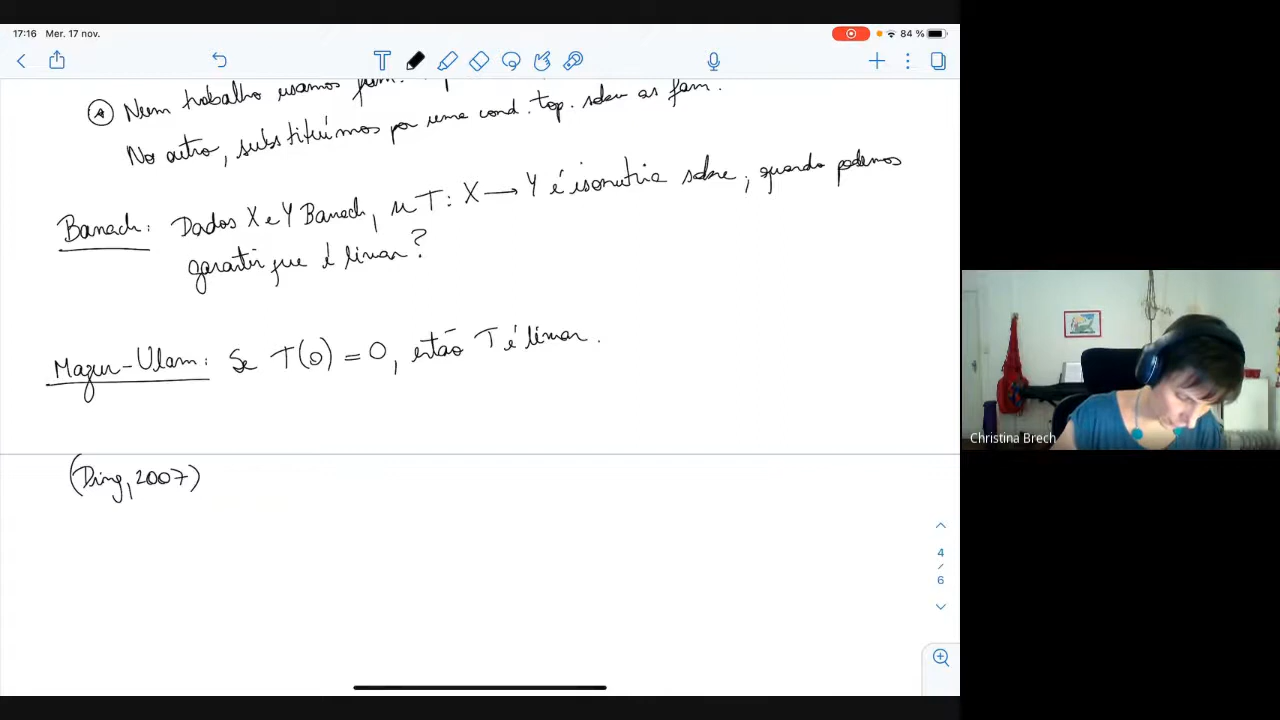 17:16 Mer. 17 nov.
84 %
Num trabalho usamos fam.
No outro, substituímos por uma cond. top. sobre as fam.
Banach: Dados X e Y Banach, se T: X → Y é isometria sobre, quando podemos
garantir que é linear?
Mazur-Ulam: Se T(0) = 0, então T é linear.
(Ding, 2007)
4
/
6
Christina Brech